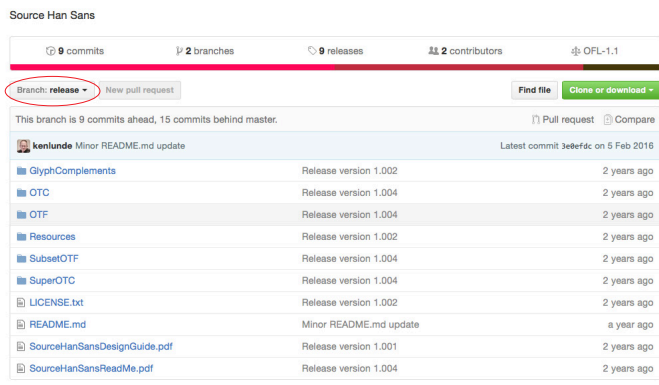 Source Han Sans
9 commits 2 branches 9 releases 2 contributors OFL-1.1
Branch: release New pull request Find file Clone or download
This branch is 9 commits ahead, 15 commits behind master. Pull request Compare
kenlunde Minor README.md update Latest commit 3e0efdc on 5 Feb 2016
GlyphComplements Release version 1.002 2 years ago
OTC Release version 1.004 2 years ago
OTF Release version 1.004 2 years ago
Resources Release version 1.002 2 years ago
SubsetOTF Release version 1.004 2 years ago
SuperOTC Release version 1.004 2 years ago
LICENSE.txt Release version 1.002 2 years ago
README.md Minor README.md update a year ago
SourceHanSansDesignGuide.pdf Release version 1.001 2 years ago
SourceHanSansReadMe.pdf Release version 1.004 2 years ago